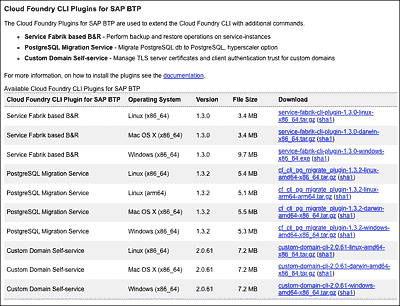 Cloud Foundry CLI Plugins for SAP BTP
The Cloud Foundry Plugins are used to extend the Cloud Foundry CLI with additional commands.
• Service Fabrik based B&R - Perform backup and restore operations on service-instances
• PostgreSQL Migration Service - Migrate PostgreSQL db to PostgreSQL, hyperscaler option
• Custom Domain Self-service - Manage TLS server certificates and client authentication trust for custom domains
For more information, on how to install the plugins see the documentation.
Available Cloud Foundry CLI Plugins for SAP BTP
Cloud Foundry CLI Plugin for SAP BTP Operating System Version File Size Download
Service Fabrik based B&R Linux (x86_64) 1.3.0 3.4 MB service-fabrik-cli-plugin-1.3.0-linux-
x86_64.tar.gz (sha1)
Service Fabrik based B&R Mac OS X (x86_64) 1.3.0 3.4 MB service-fabrik-cli-plugin-1.3.0-darwin-
x86_64.tar.gz (sha1)
Service Fabrik based B&R Windows (x86_64) 1.3.0 9.7 MB service-fabrik-cli-plugin-1.3.0-windows-
x86_64.exe (sha1)
PostgreSQL Migration Service Linux (x86_64) 1.3.2 5.4 MB cf_cli_pg_migrate_plugin-1.3.2-linux-
amd64-x86_64.tar.gz (sha1)
PostgreSQL Migration Service Linux (arm64) 1.3.2 5.1 MB cf_cli_pg_migrate_plugin-1.3.2-linux-
arm64-arm64.tar.gz (sha1)
PostgreSQL Migration Service Mac OS X (x86_64) 1.3.2 5.5 MB cf_cli_pg_migrate_plugin-1.3.2-darwin-
amd64-x86_64.tar.gz (sha1)
PostgreSQL Migration Service Windows (x86_64) 1.3.2 5.3 MB cf_cli_pg_migrate_plugin-1.3.2-windows-
amd64-x86_64.tar.gz (sha1)
Custom Domain Self-service Linux (x86_64) 2.0.61 7.2 MB custom-domain-cli-2.0.61-linux-amd64-
x86_64.tar.gz (sha1)
Custom Domain Self-service Mac OS X (x86_64) 2.0.61 7.2 MB custom-domain-cli-2.0.61-darwin-amd64-
x86_64.tar.gz (sha1)
Custom Domain Self-service Windows (x86_64) 2.0.61 7.2 MB custom-domain-cli-2.0.61-windows-
amd64-x86_64.tar.gz (sha1)